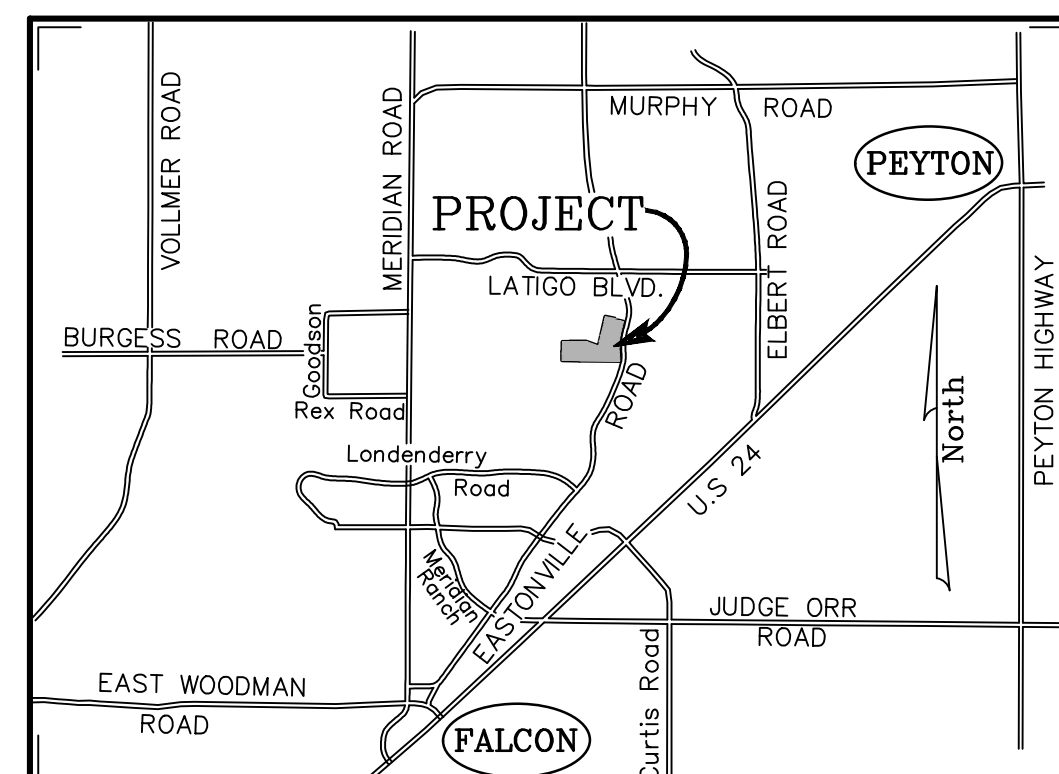 VOLLMER ROAD
MERIDIAN ROAD
MURPHY ROAD
PEYTON
PROJECT
ELBERT ROAD
LATIGO BLVD.
PEYTON HIGHWAY
BURGESS ROAD
Goodson
Rex Road
ROAD
North
Londenderry
Road
U.S 24
EASTONVILLE
Meridian
Ranch
JUDGE ORR
ROAD
Curtis Road
EAST WOODMAN
ROAD
FALCON